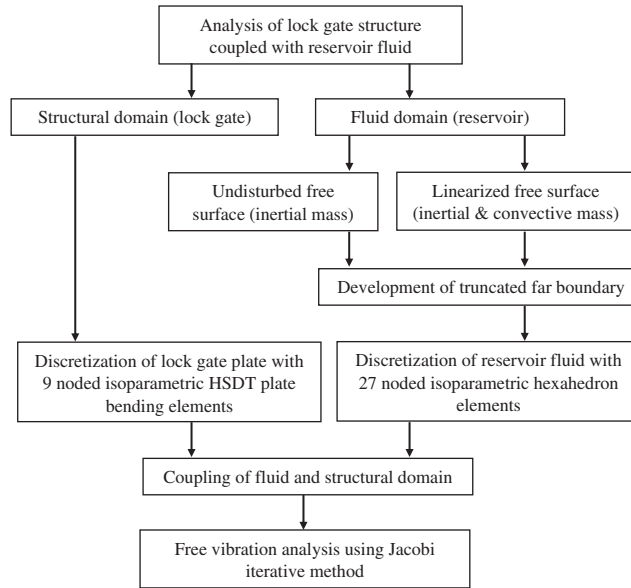 Analysis of lock gate structure
coupled with reservoir fluid
Structural domain (lock gate)
Fluid domain (reservoir)
Undisturbed free
surface (inertial mass)
Linearized free surface
(inertial & convective mass)
Development of truncated far boundary
Discretization of lock gate plate with
9 noded isoparametric HSDT plate
bending elements
Discretization of reservoir fluid with
27 noded isoparametric hexahedron
elements
Coupling of fluid and structural domain
Free vibration analysis using Jacobi
iterative method